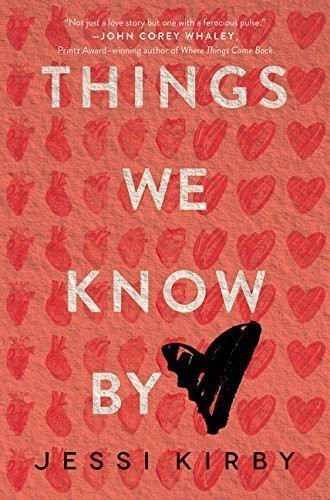 "Not just a love story but one with a ferocious pulse."
—JOHN COREY WHALEY,
Printz Award–winning author of Where Things Come Back
THINGS
WE
KNOW
BY
JESSI KIRBY